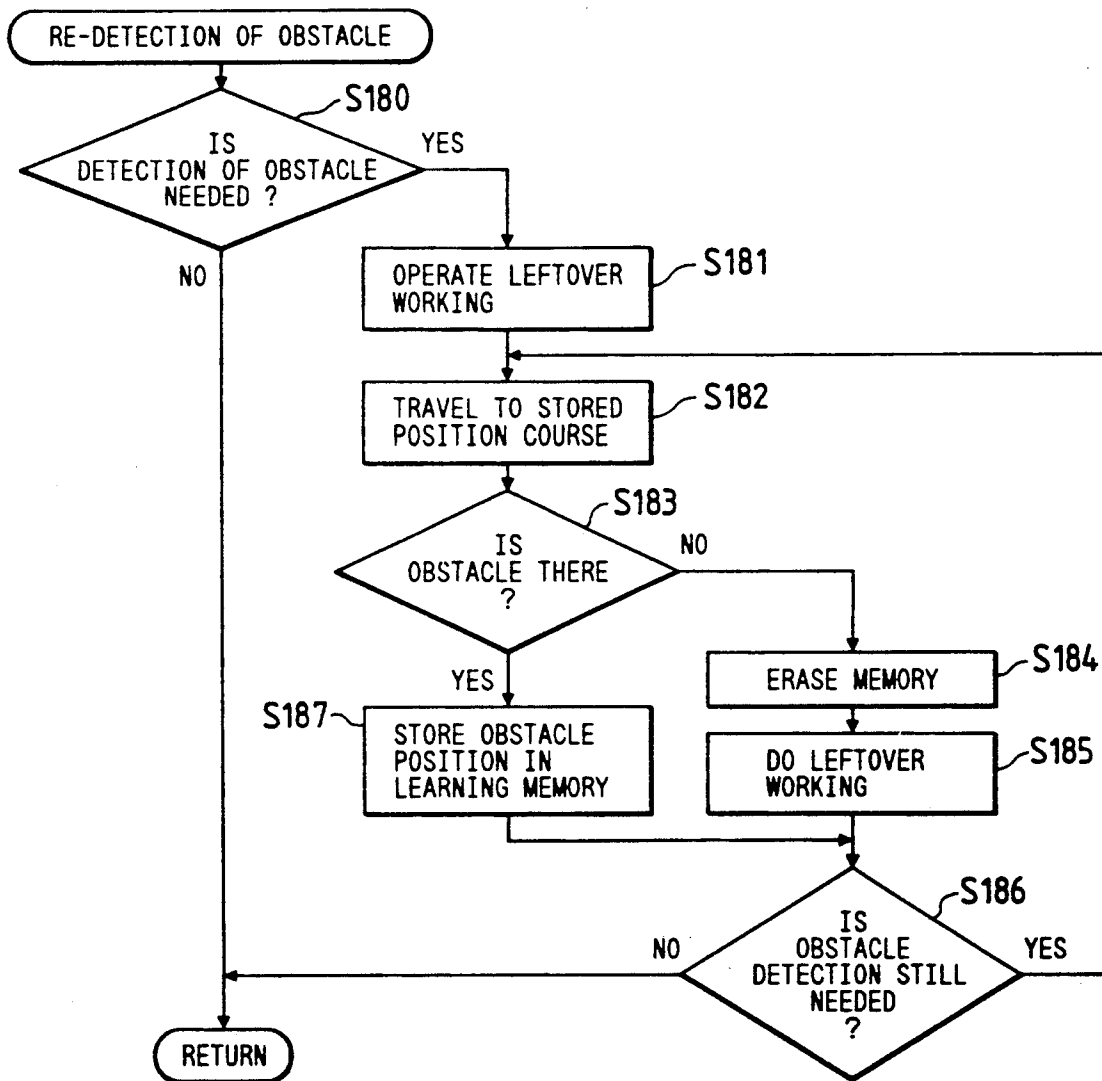 RE-DETECTION OF OBSTACLE
S180
IS
DETECTION OF OBSTACLE
NEEDED ?
YES
NO
OPERATE LEFTOVER
WORKING
S181
TRAVEL TO STORED
POSITION COURSE
S182
S183
IS
OBSTACLE THERE
?
NO
YES
ERASE MEMORY
S184
S187
STORE OBSTACLE
POSITION IN
LEARNING MEMORY
DO LEFTOVER
WORKING
S185
S186
IS
OBSTACLE
DETECTION STILL
NEEDED
?
NO
YES
RETURN